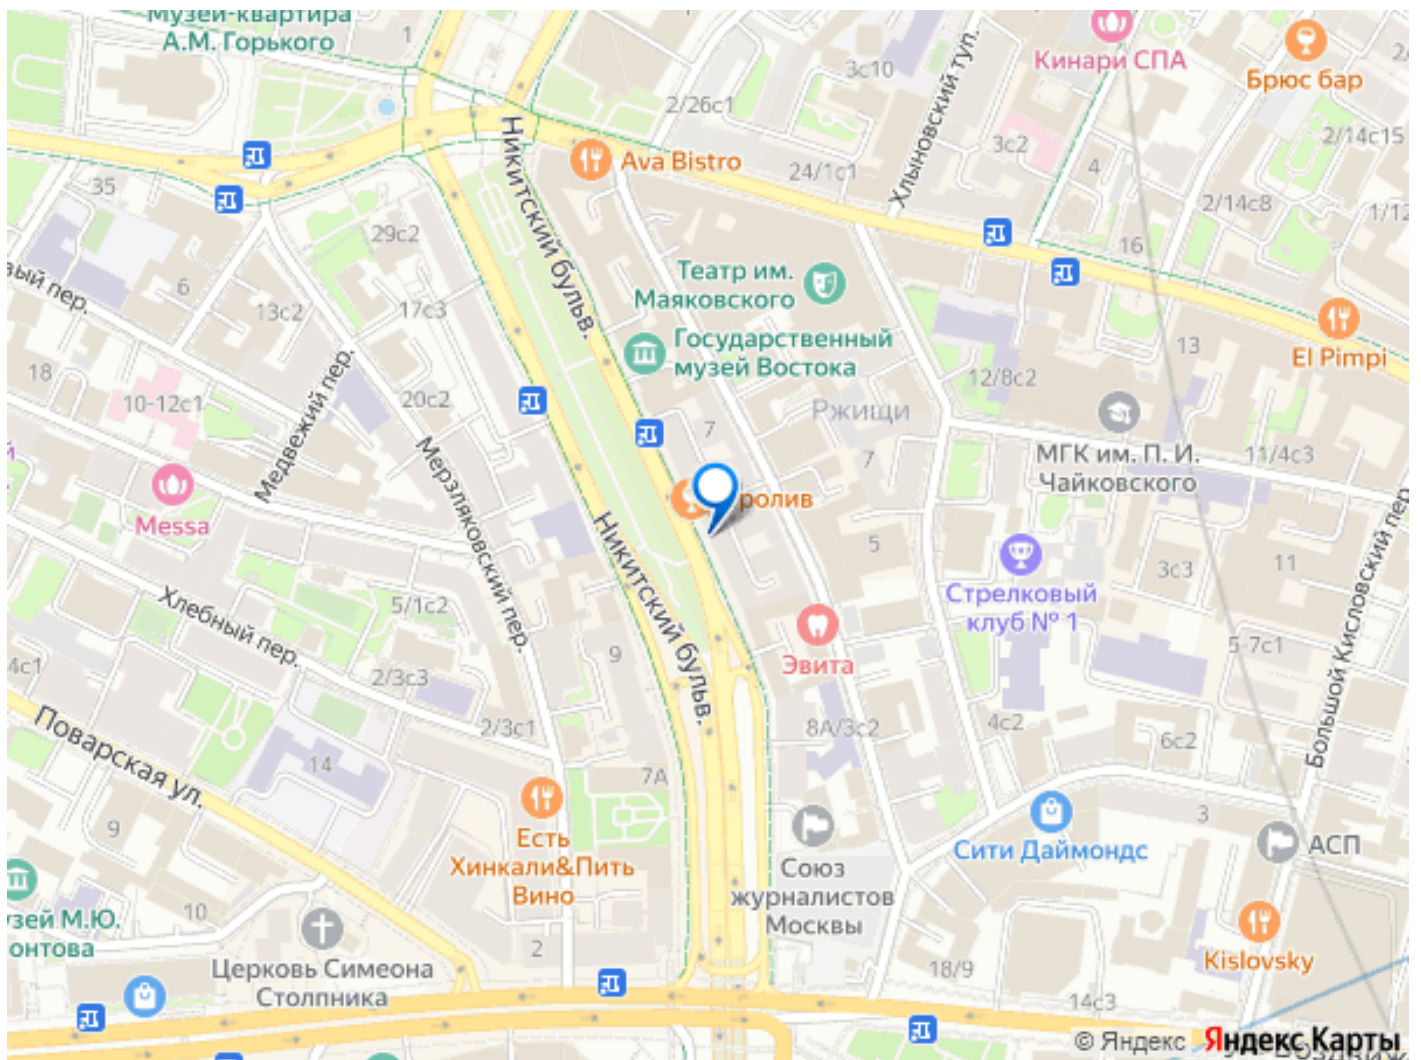 Музей-квартира
А.М. Горького
1
3с10
Хлыновский туп.
Кинари СПА
Брюс бар
2/26с1
3с2
4
2/14с15
Никитский бульв.
Ava Bistro
24/1с1
35
2/14с8
1/12
29с2
16
6
Театр им.
Маяковского
13с2
17с3
Государственный
музей Востока
13
El Pimpi
18
10-12с1
20с2
Медвежий пер.
12/8с2
Ржищи
7
7
МГК им. П. И.
Чайковского
11/4с3
Messa
Мерзляковский пер.
ролив
5
3с3
11
Большой Кисловский пер.
Стрелковый
клуб № 1
Хлебный пер.
5/1с2
Никитский бульв.
9
Эвита
5-7с1
4с1
2/3с3
2/3с1
8А/3с2
4с2
6с2
Поварская ул.
14
7А
9
3
Есть
Хинкали&Пить
Вино
Союз
журналистов
Москвы
Сити Даймондс
АСП
10
2
Церковь Симеона
Столпника
18/9
Kislovsky
14с3
© Яндекс
Яндекс Карты